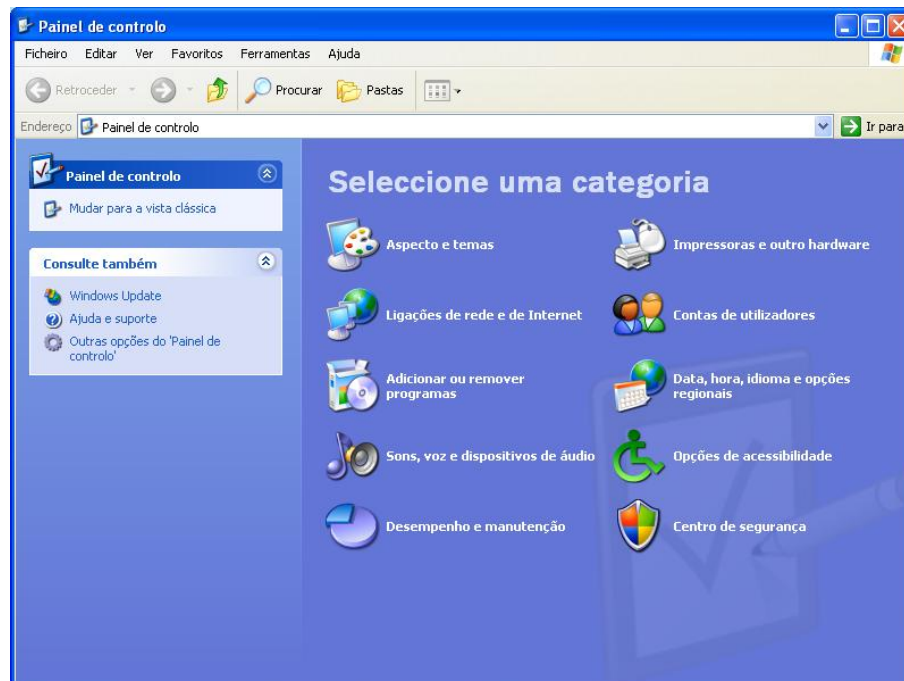 Painel de controlo
Ficheiro Editar Ver Favoritos Ferramentas Ajuda
Retroceder Procurar Pastas
Endereço Painel de controlo Ir para
Painel de controlo
Mudar para a vista clássica
Consulte também
Windows Update
Ajuda e suporte
Outras opções do 'Painel de
controlo'
Seleccione uma categoria
Aspecto e temas
Impressoras e outro hardware
Ligações de rede e de Internet
Contas de utilizadores
Adicionar ou remover
programas
Data, hora, idioma e opções
regionais
Sons, voz e dispositivos de áudio
Opções de acessibilidade
Desempenho e manutenção
Centro de segurança